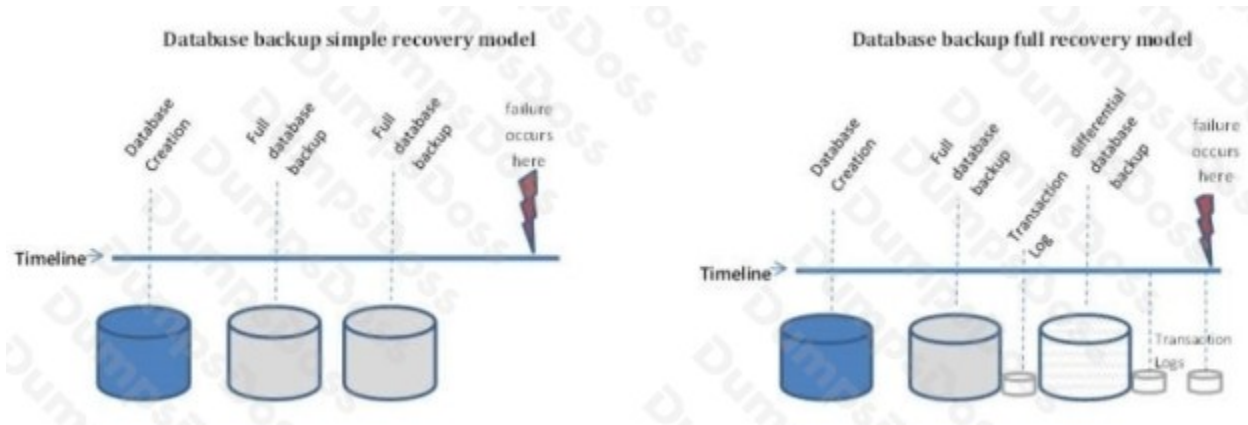 Database backup simple recovery model
Database
Creation
Full
database
backup
Full
database
backup
failure
occurs
here
Timeline
Database backup full recovery model
Database
Creation
Full
database
backup
Transaction
Log
differential
database
backup
failure
occurs
here
Timeline
Transaction
Logs
DumpsDoss